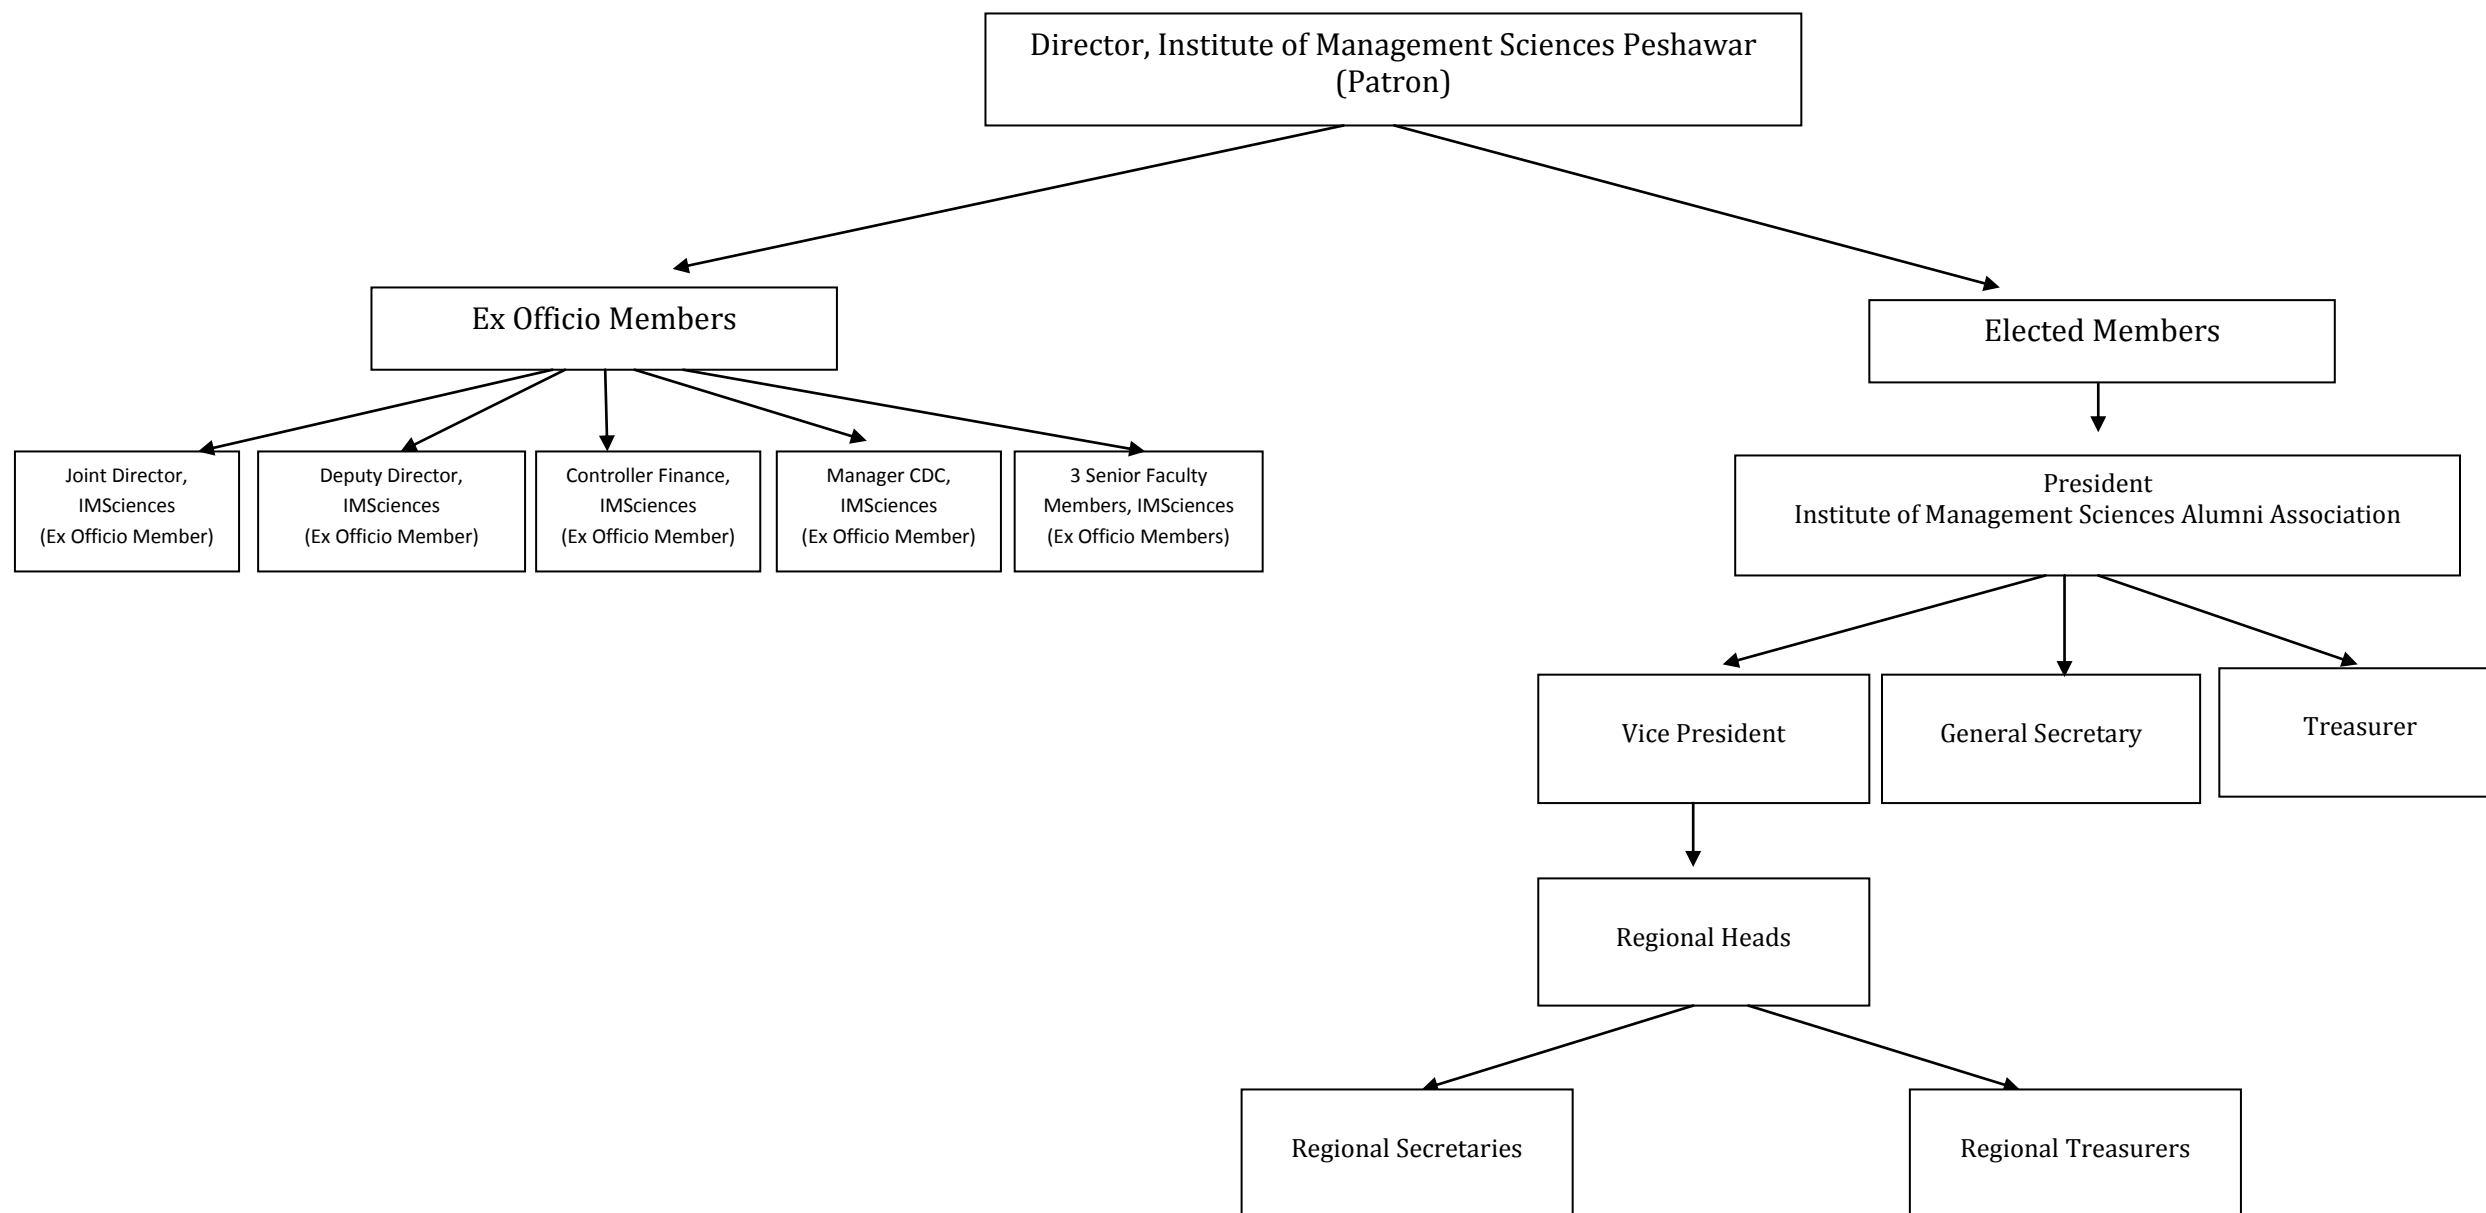 Director, Institute of Management Sciences Peshawar
(Patron)
Ex Officio Members
Elected Members
Joint Director,
IMSciences
(Ex Officio Member)
Deputy Director,
IMSciences
(Ex Officio Member)
Controller Finance,
IMSciences
(Ex Officio Member)
Manager CDC,
IMSciences
(Ex Officio Member)
3 Senior Faculty
Members, IMSciences
(Ex Officio Members)
President
Institute of Management Sciences Alumni Association
Vice President
General Secretary
Treasurer
Regional Heads
Regional Secretaries
Regional Treasurers